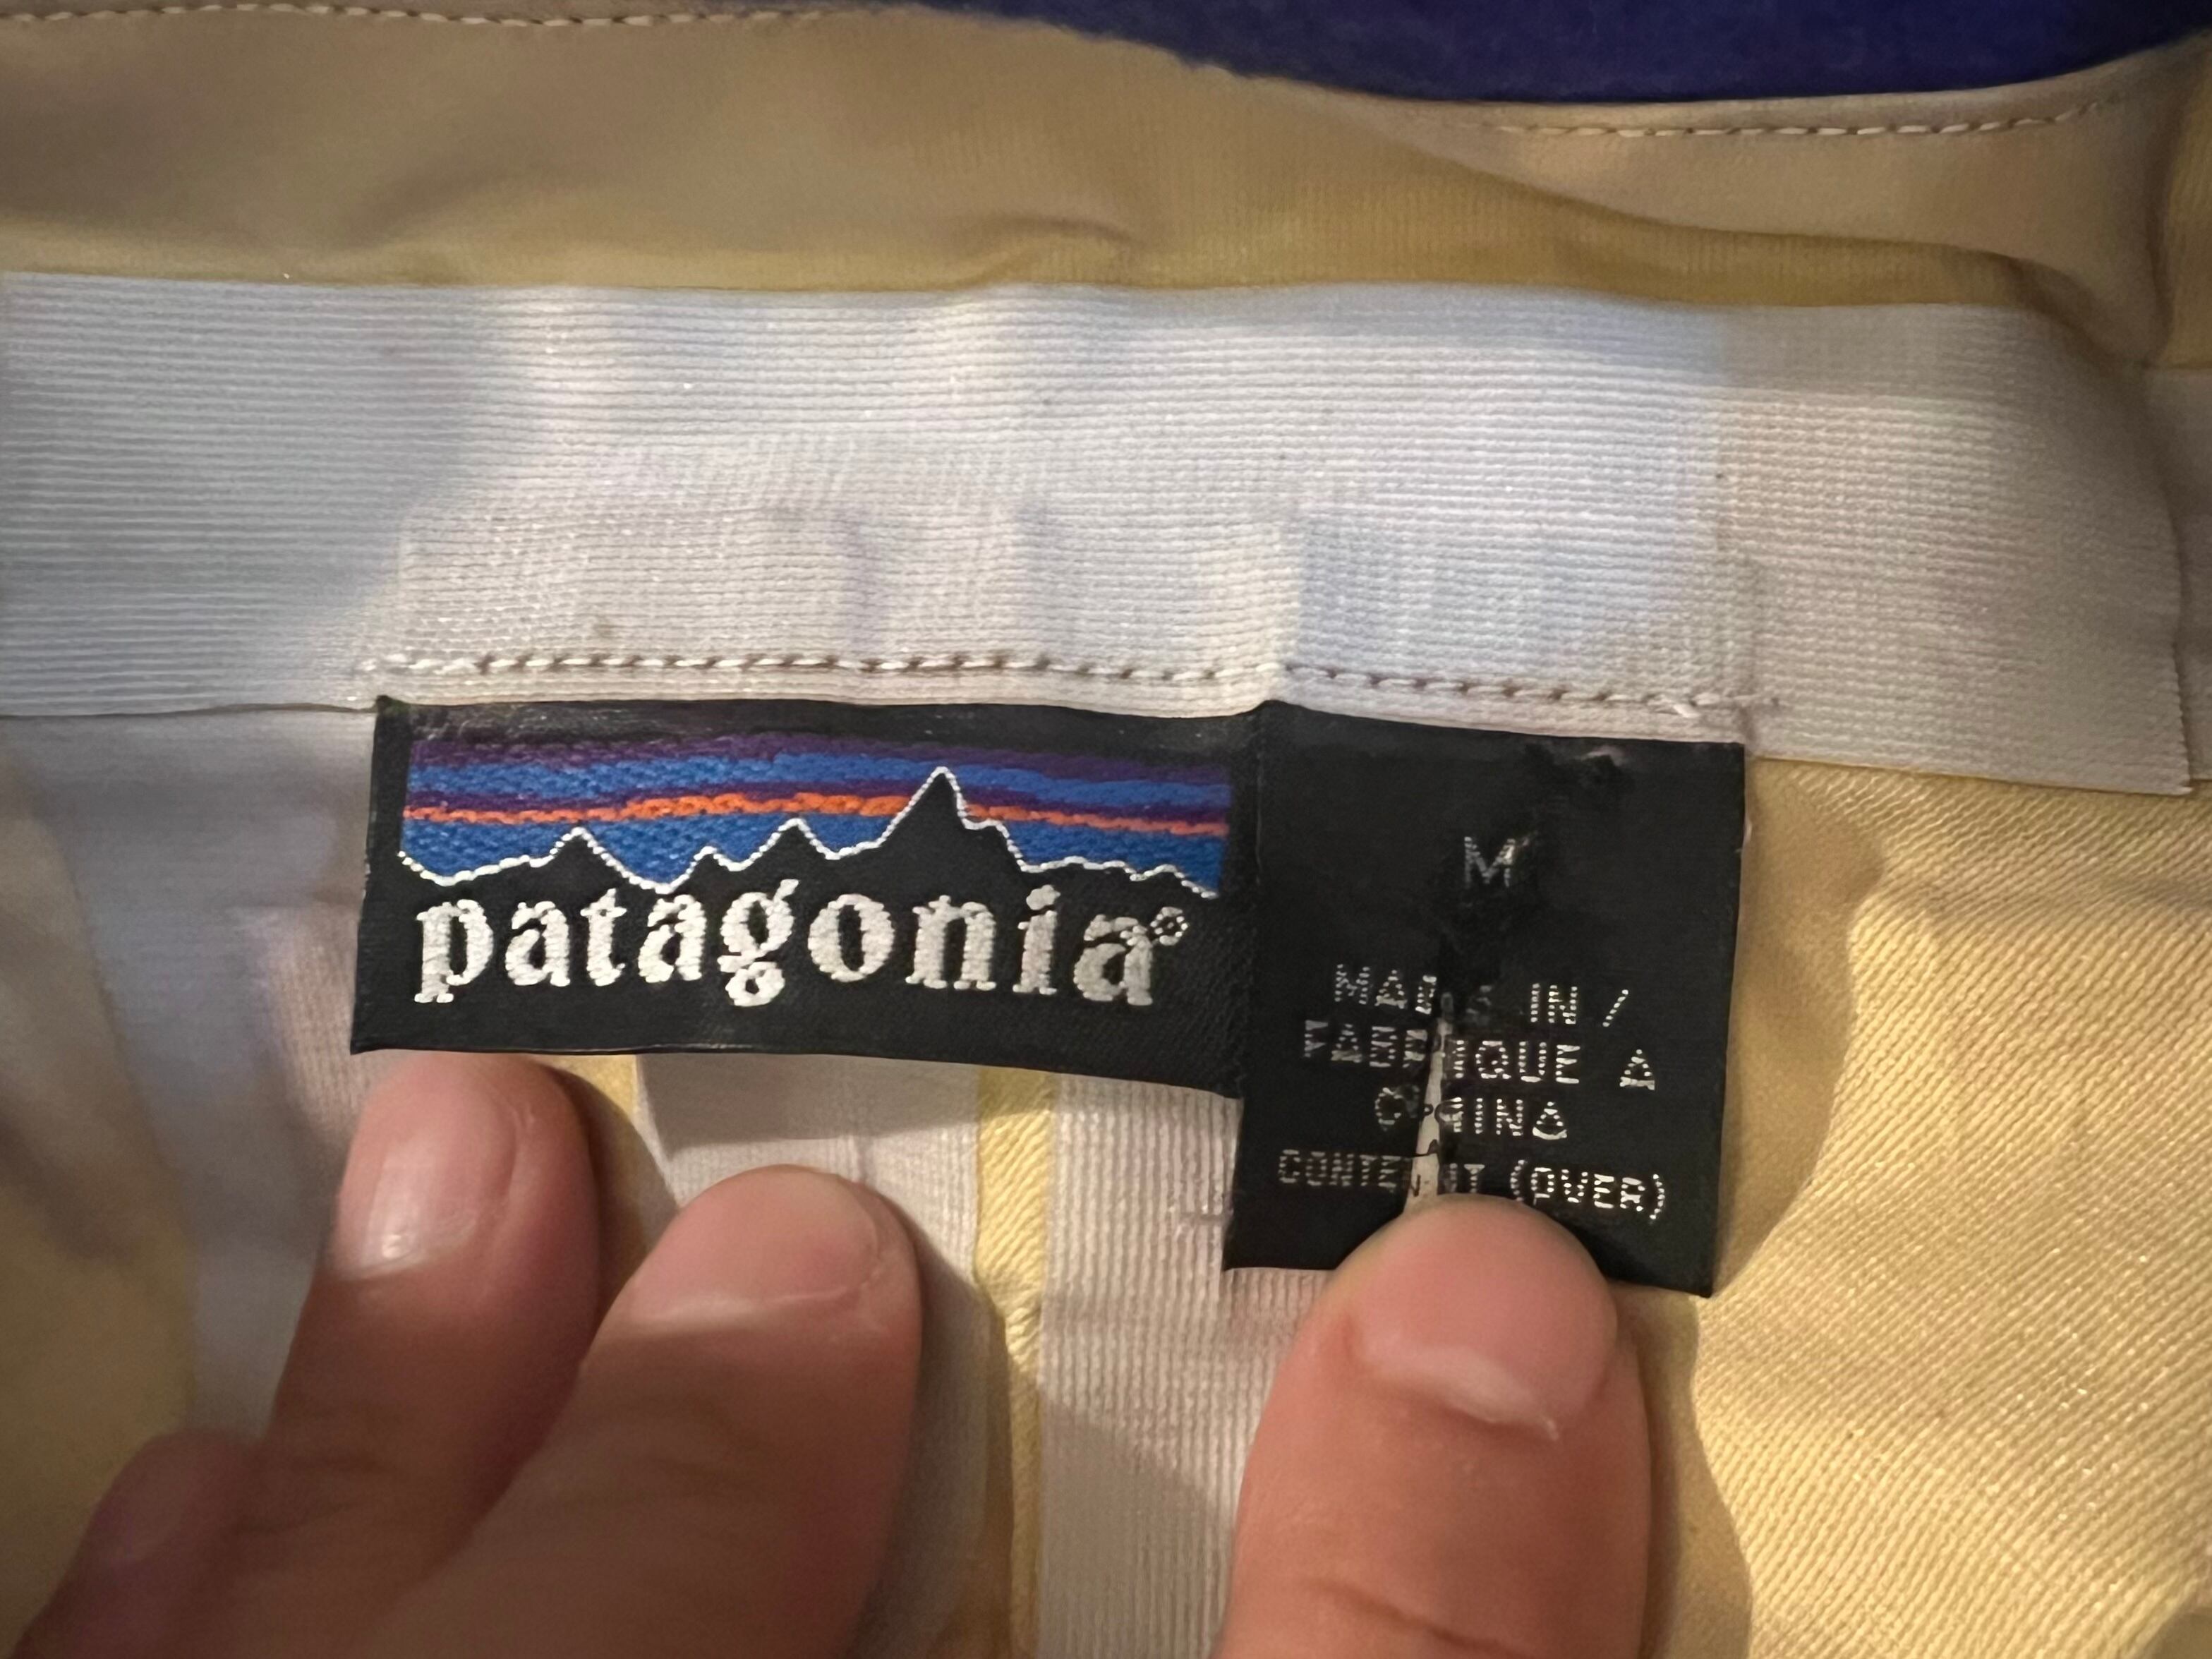 patagonia®
M
MADE IN /
FABRIQUE A
CHINA
CONTENT (OVER)